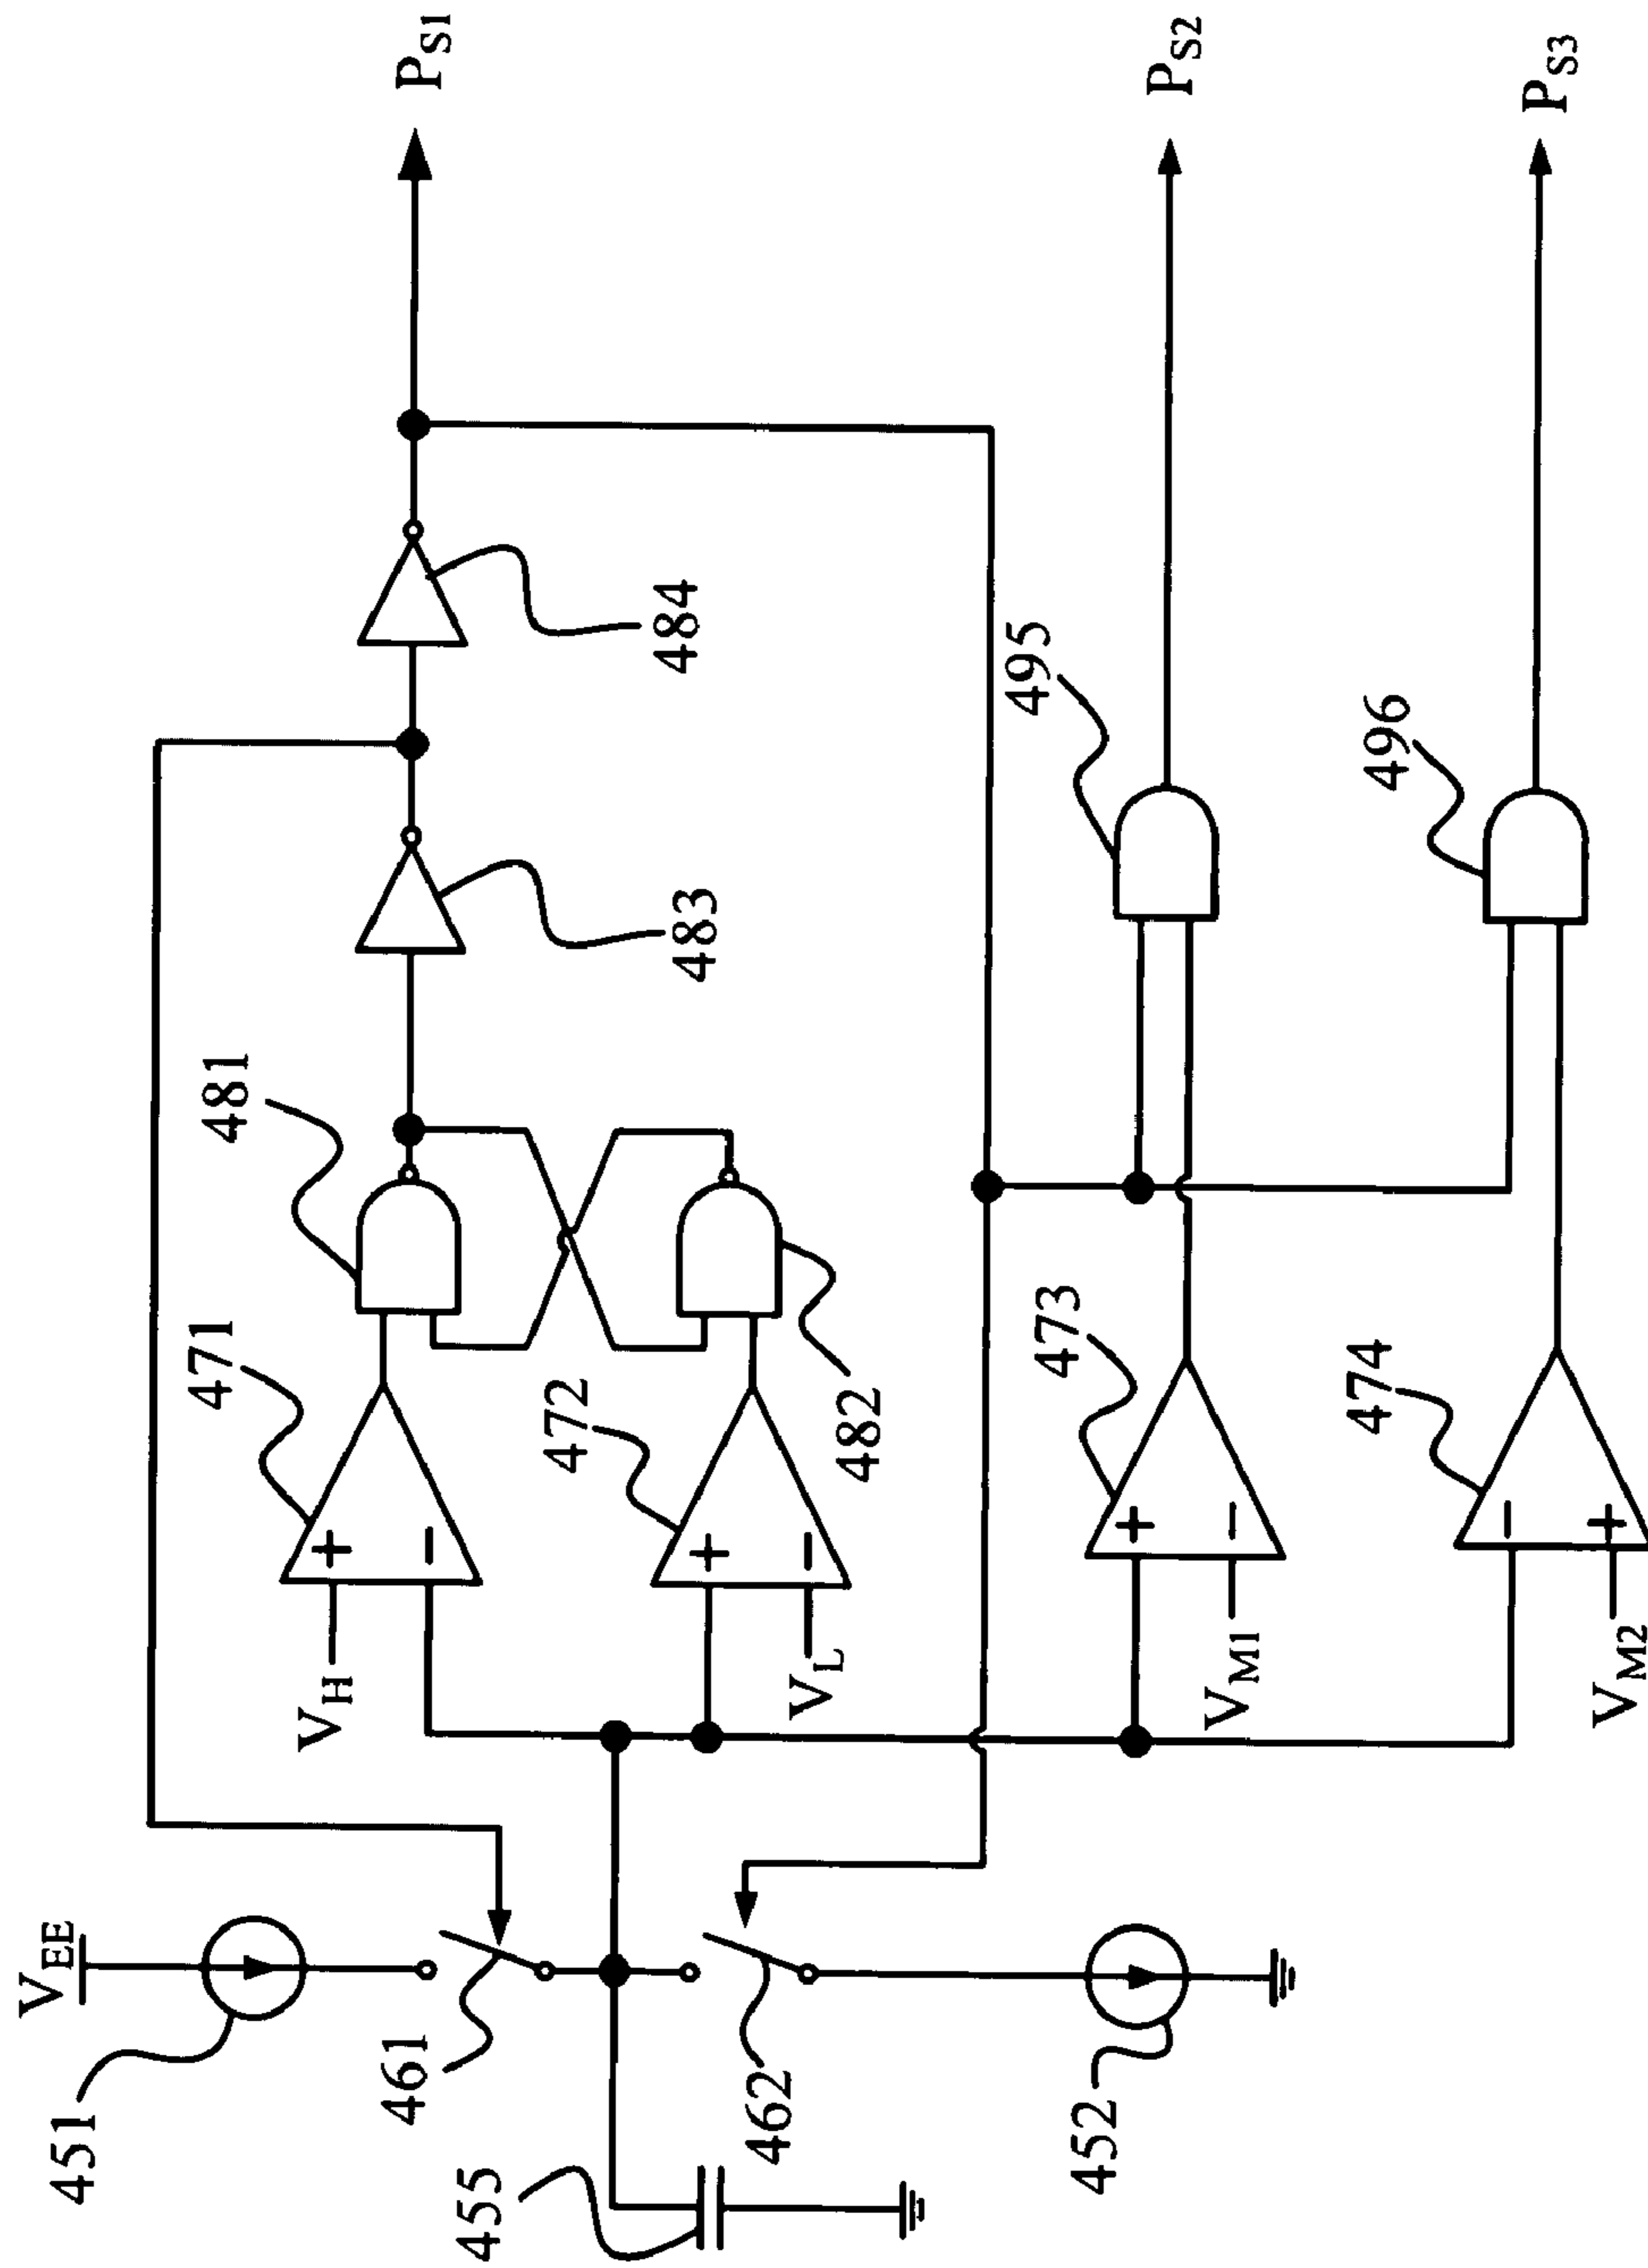 V_EE
451
461
455
462
452
V_H
+
−
471
481
483
484
P_S1
V_L
+
−
472
482
V_M1
+
−
473
495
P_S2
V_M2
−
+
474
496
P_S3